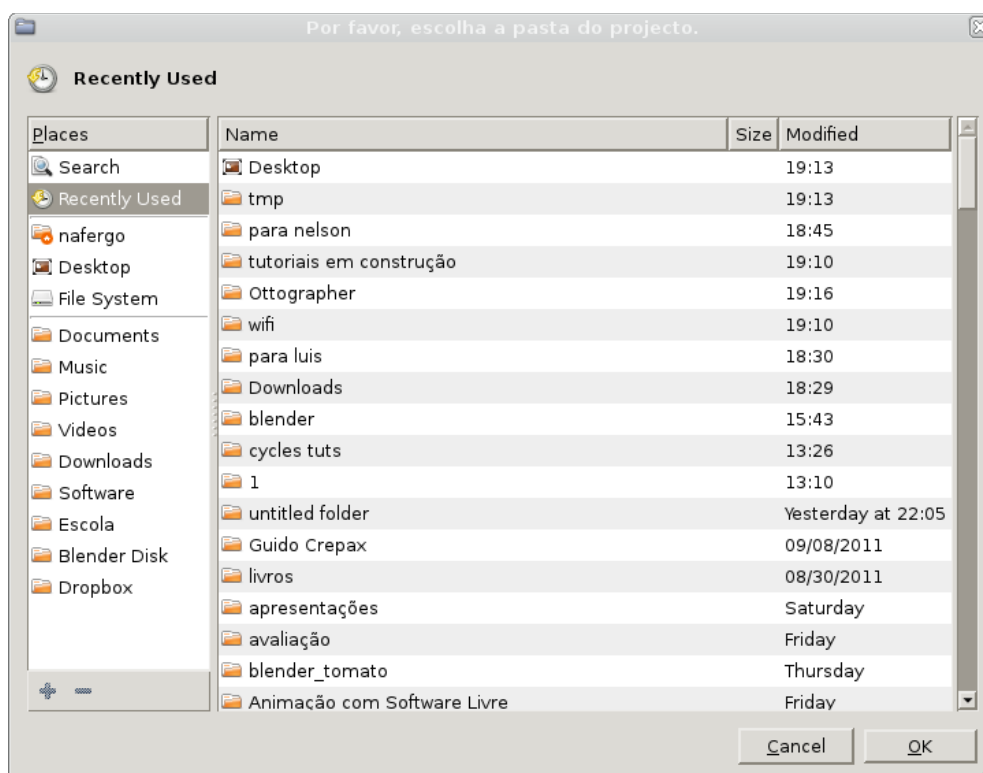 Por favor, escolha a pasta do projecto.
Recently Used
Places
Search
Recently Used
nafergo
Desktop
File System
Documents
Music
Pictures
Videos
Downloads
Software
Escola
Blender Disk
Dropbox
Name Size Modified
Desktop 19:13
tmp 19:13
para nelson 18:45
tutoriais em construção 19:10
Ottographer 19:16
wifi 19:10
para luis 18:30
Downloads 18:29
blender 15:43
cycles tuts 13:26
1 13:10
untitled folder Yesterday at 22:05
Guido Crepax 09/08/2011
livros 08/30/2011
apresentações Saturday
avaliação Friday
blender_tomato Thursday
Animação com Software Livre Friday
Cancel OK